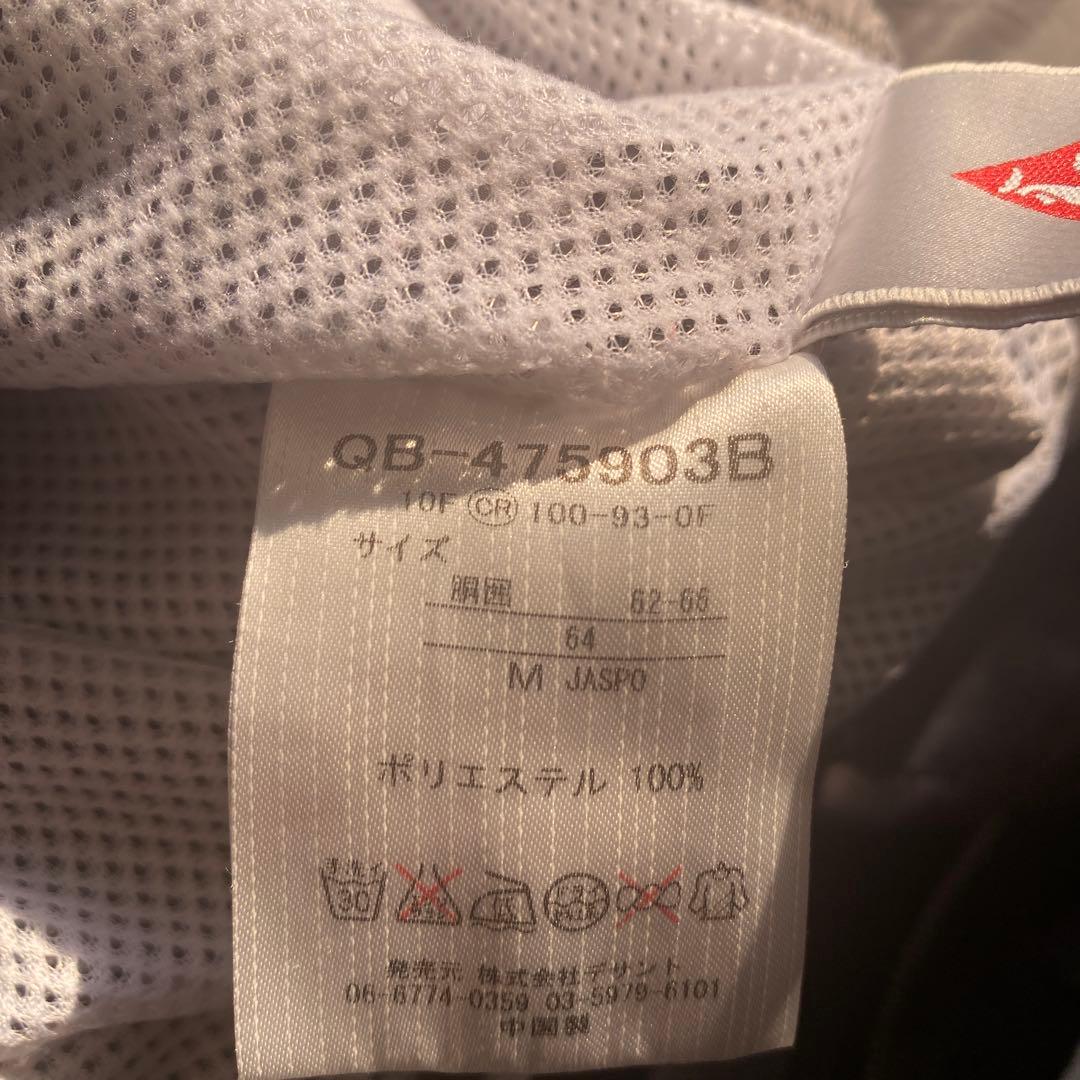 QB-475903B
10F CR 100-93-0F
サイズ
胴囲 62-66
64
M JASPO
ポリエステル 100%
30
発売元 株式会社デサント
06-6774-0359 03-5979-6101
中国製